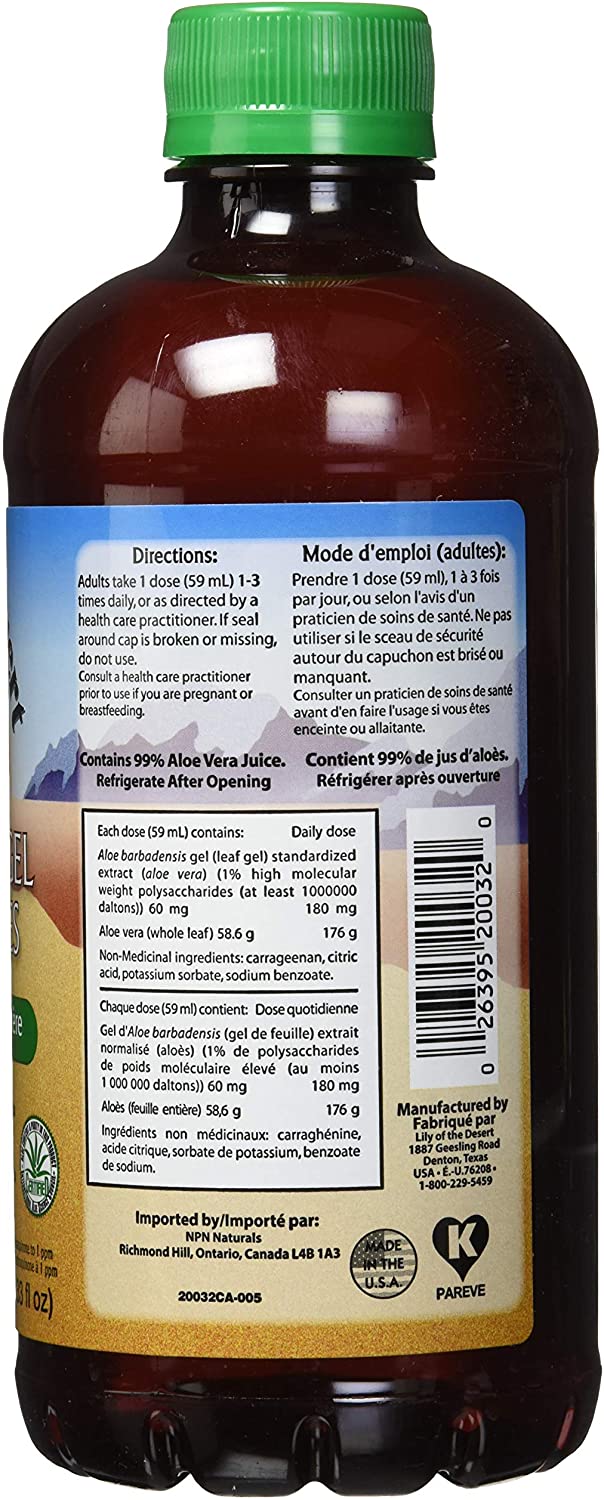 Directions:
Adults take 1 dose (59 mL) 1-3
times daily, or as directed by a
health care practitioner. If seal
around cap is broken or missing,
do not use.
Consult a health care practitioner
prior to use if you are pregnant or
breastfeeding.
Contains 99% Aloe Vera Juice.
Refrigerate After Opening
Mode d'emploi (adultes):
Prendre 1 dose (59 ml), 1 à 3 fois
par jour, ou selon l'avis d'un
praticien de soins de santé. Ne pas
utiliser si le sceau de sécurité
autour du capuchon est brisé ou
manquant.
Consulter un praticien de soins de santé
avant d'en faire l'usage si vous êtes
enceinte ou allaitante.
Contient 99% de jus d'aloès.
Réfrigérer après ouverture
GEL
Each dose (59 mL) contains: Daily dose
Aloe barbadensis gel (leaf gel) standardized
extract (aloe vera) (1% high molecular
weight polysaccharides (at least 1000000
daltons)) 60 mg 180 mg
Aloe vera (whole leaf) 58.6 g 176 g
Non-Medicinal ingredients: carrageenan, citric
acid, potassium sorbate, sodium benzoate.
Chaque dose (59 ml) contient: Dose quotidienne
Gel d'Aloe barbadensis (gel de feuille) extrait
normalisé (aloès) (1% de polysaccharides
de poids moléculaire élevé (au moins
1 000 000 daltons)) 60 mg 180 mg
Aloès (feuille entière) 58,6 g 176 g
Ingrédients non médicinaux: carraghénine,
acide citrique, sorbate de potassium, benzoate
de sodium.
0 26395 20032 0
Manufactured by
Fabriqué par
Lily of the Desert
1887 Geesling Road
Denton, Texas
USA • É.-U.76208 •
1-800-229-5459
CERTIFIED
to 1 ppm
à 1 ppm
fl oz)
Imported by/Importé par:
NPN Naturals
Richmond Hill, Ontario, Canada L4B 1A3
20032CA-005
MADE
IN THE
U.S.A.
K
PAREVE